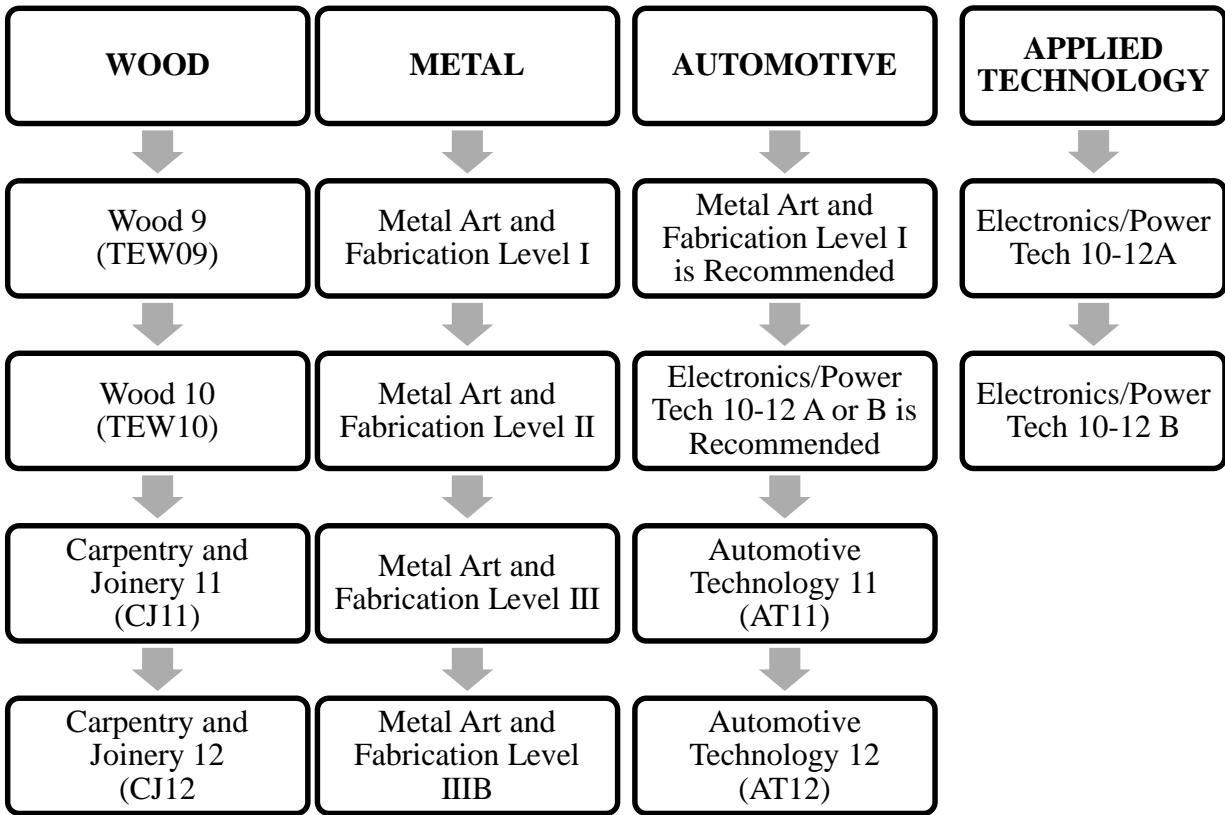 WOOD
METAL
AUTOMOTIVE
APPLIED
TECHNOLOGY
Wood 9
(TEW09)
Metal Art and
Fabrication Level I
Metal Art and
Fabrication Level I
is Recommended
Electronics/Power
Tech 10-12A
Wood 10
(TEW10)
Metal Art and
Fabrication Level II
Electronics/Power
Tech 10-12 A or B is
Recommended
Electronics/Power
Tech 10-12 B
Carpentry and
Joinery 11
(CJ11)
Metal Art and
Fabrication Level III
Automotive
Technology 11
(AT11)
Carpentry and
Joinery 12
(CJ12
Metal Art and
Fabrication Level
IIIB
Automotive
Technology 12
(AT12)